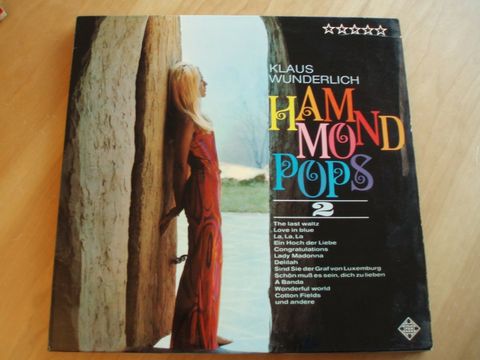 KLAUS
WUNDERLICH
HAM
MOND
POPS
2
The last waltz
Love in blue
La, La, La
Ein Hoch der Liebe
Congratulations
Lady Madonna
Delilah
Sind Sie der Graf von Luxemburg
Schön muß es sein, dich zu lieben
A Banda
Wonderful world
Cotton Fields
und andere